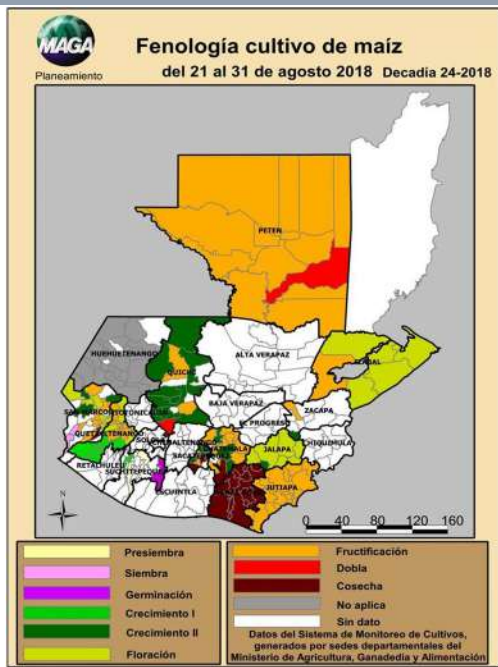 MAGA
Planeamiento
Fenología cultivo de maíz
del 21 al 31 de agosto 2018 Decadia 24-2018
PETEN
HUEHUETENANGO
ALTA VERAPAZ
IZABAL
QUICHE
BAJA VERAPAZ
ZACAPA
SAN MARCOS
TOTONICAPAN
EL PROGRESO
QUETZALTENANGO
SOLOLA
CHIMALTENANGO
GUATEMALA
CHIQUIMULA
JALAPA
RETALHULEU
SUCHITEPEQUEZ
ESCUINTLA
JUTIAPA
N
0 40 80 120 160
Presiembra
Siembra
Germinación
Crecimiento I
Crecimiento II
Floración
Fructificación
Dobla
Cosecha
No aplica
Sin dato
Datos del Sistema de Monitoreo de Cultivos,
generados por sedes departamentales del
Ministerio de Agricultura, Ganadedia y Alimentación